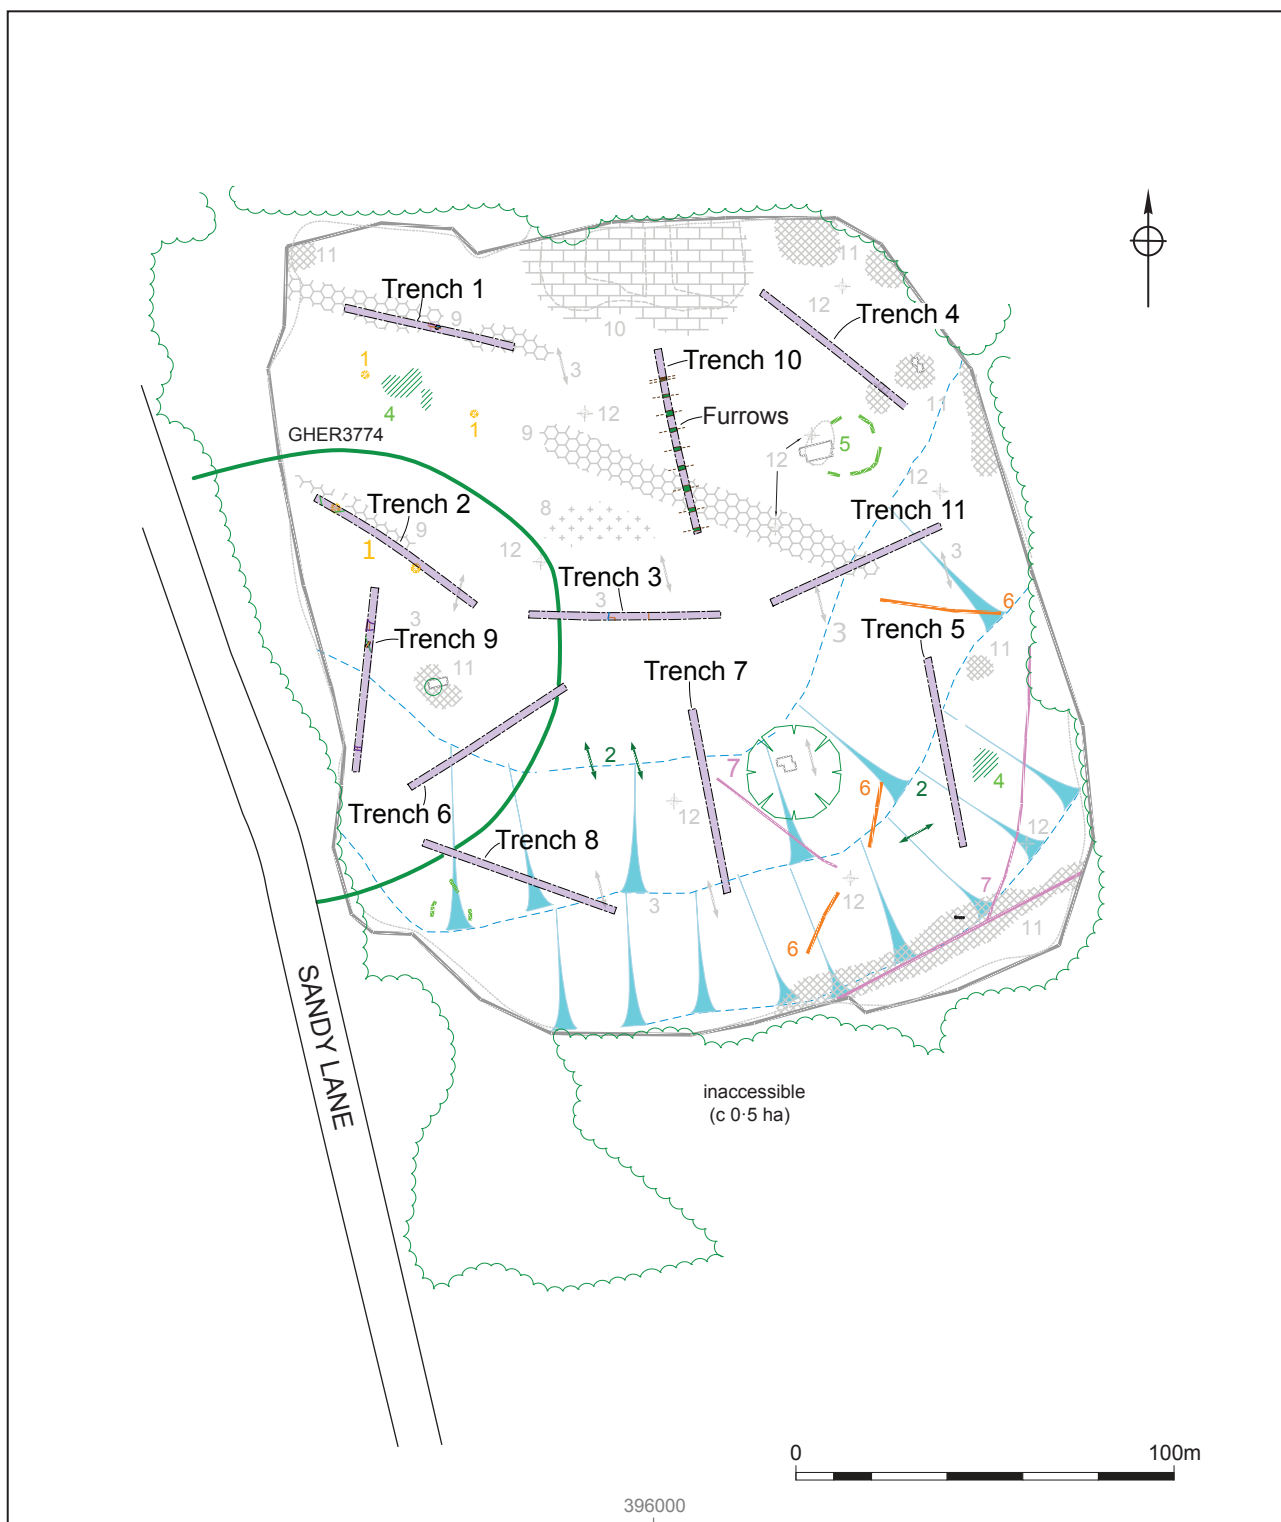 11
11
Trench 1
9
12
Trench 4
10
3
Trench 10
1
11
4
1
12
Furrows
GHER3774
9
5
12
12
Trench 2
8
Trench 11
9
1
12
3
Trench 3
3
6
3
3
Trench 9
Trench 5
11
11
Trench 7
2
7
4
6
2
Trench 6
12
12
Trench 8
7
3
12
11
6
SANDY LANE
inaccessible
(c 0·5 ha)
0 100m
396000